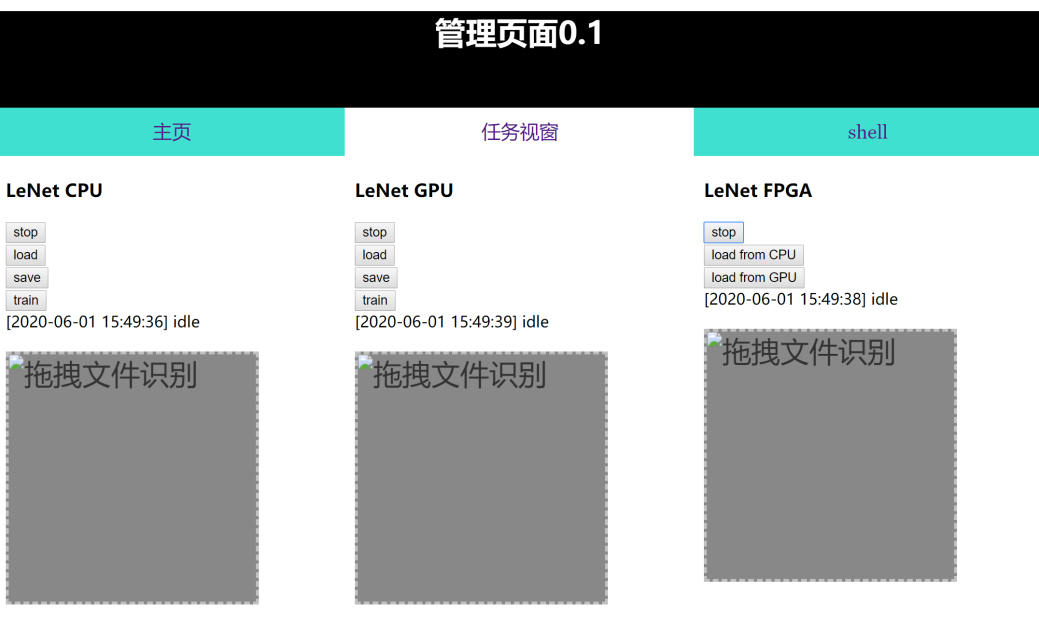 管理页面0.1
主页
任务视窗
shell
LeNet CPU
stop
load
save
train
[2020-06-01 15:49:36] idle
拖拽文件识别
LeNet GPU
stop
load
save
train
[2020-06-01 15:49:39] idle
拖拽文件识别
LeNet FPGA
stop
load from CPU
load from GPU
[2020-06-01 15:49:38] idle
拖拽文件识别